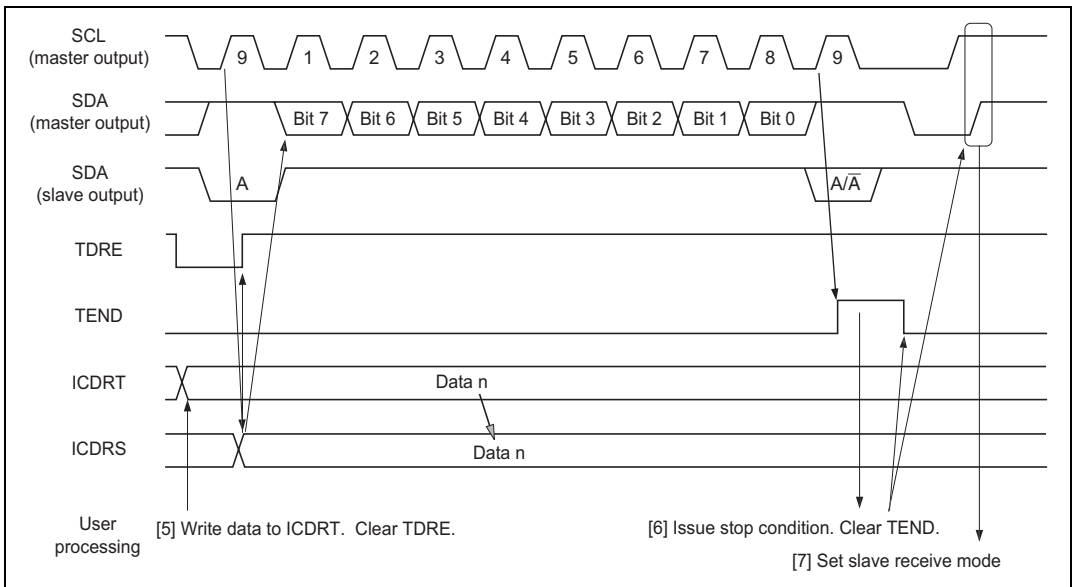 SCL
(master output)
9 1 2 3 4 5 6 7 8 9
SDA
(master output)
Bit 7 Bit 6 Bit 5 Bit 4 Bit 3 Bit 2 Bit 1 Bit 0
SDA
(slave output)
A A/A̅
TDRE
TEND
ICDRT
Data n
ICDRS
Data n
User
processing
[5] Write data to ICDRT. Clear TDRE.
[6] Issue stop condition. Clear TEND.
[7] Set slave receive mode